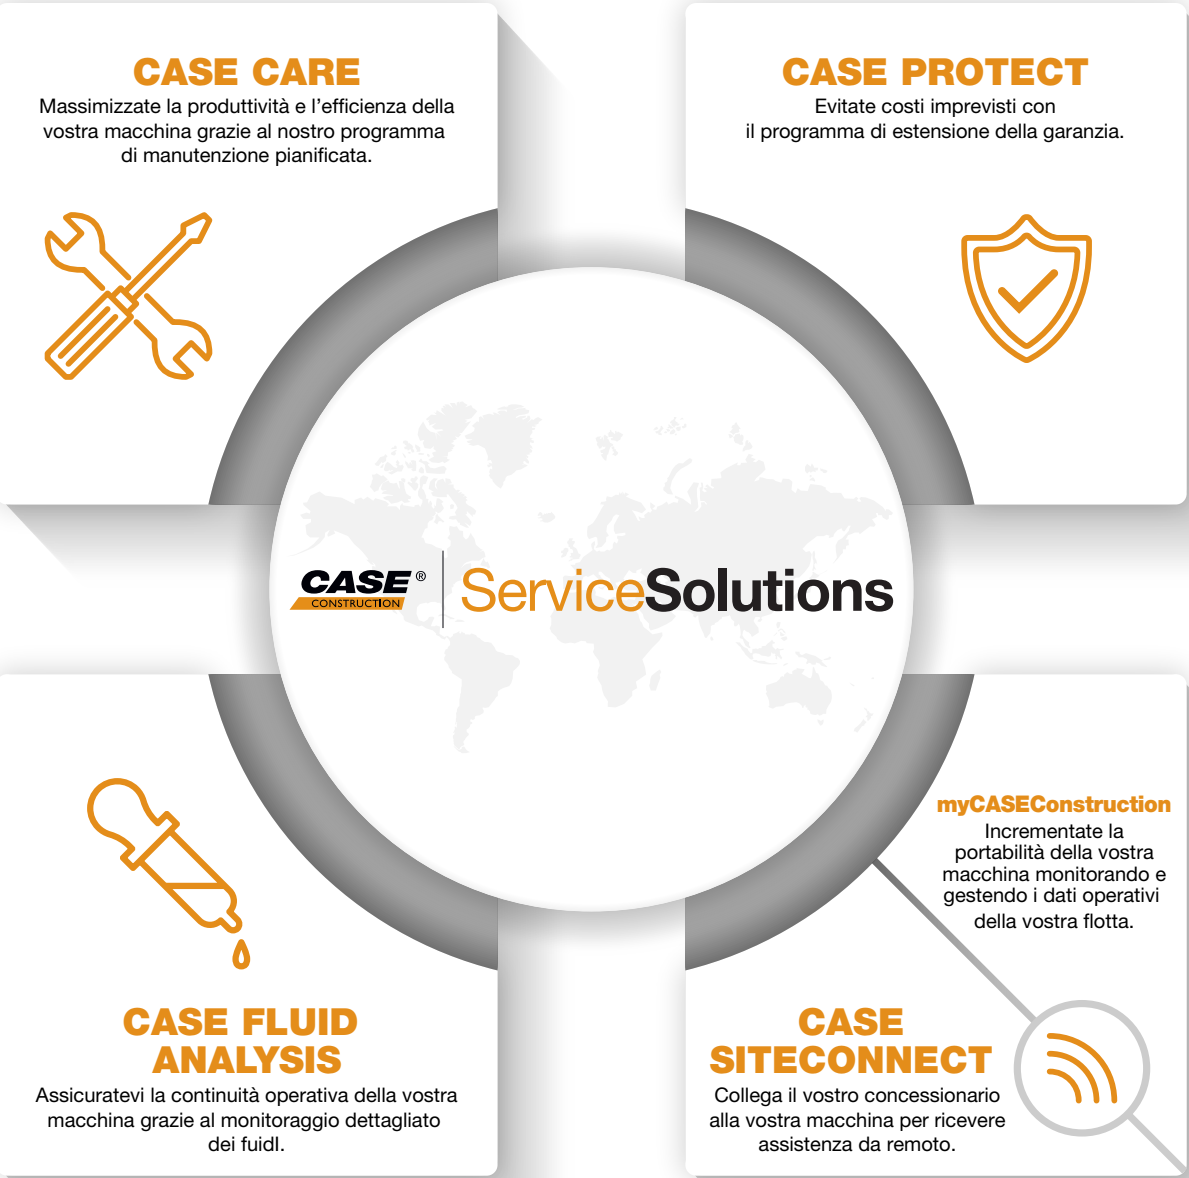 CASE CARE
Massimizzate la produttività e l’efficienza della
vostra macchina grazie al nostro programma
di manutenzione pianificata.
CASE PROTECT
Evitate costi imprevisti con
il programma di estensione della garanzia.
CASE®
CONSTRUCTION
ServiceSolutions
CASE FLUID
ANALYSIS
Assicuratevi la continuità operativa della vostra
macchina grazie al monitoraggio dettagliato
dei fuidI.
myCASEConstruction
Incrementate la
portabilità della vostra
macchina monitorando e
gestendo i dati operativi
della vostra flotta.
CASE
SITECONNECT
Collega il vostro concessionario
alla vostra macchina per ricevere
assistenza da remoto.